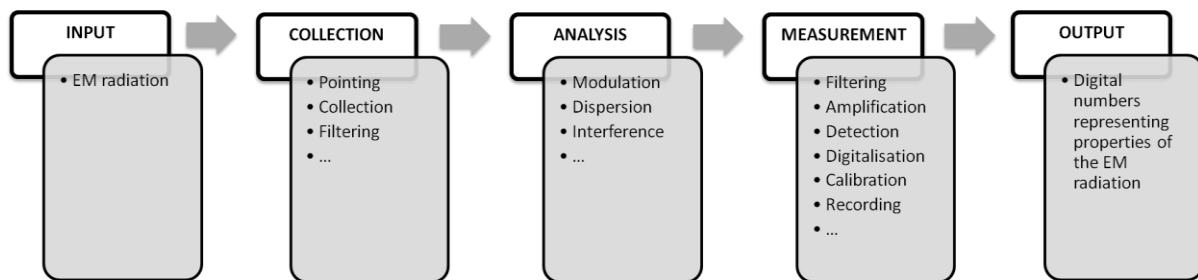 INPUT
• EM radiation
COLLECTION
• Pointing
• Collection
• Filtering
• ...
ANALYSIS
• Modulation
• Dispersion
• Interference
• ...
MEASUREMENT
• Filtering
• Amplification
• Detection
• Digitalisation
• Calibration
• Recording
• ...
OUTPUT
• Digital
numbers
representing
properties of
the EM
radiation